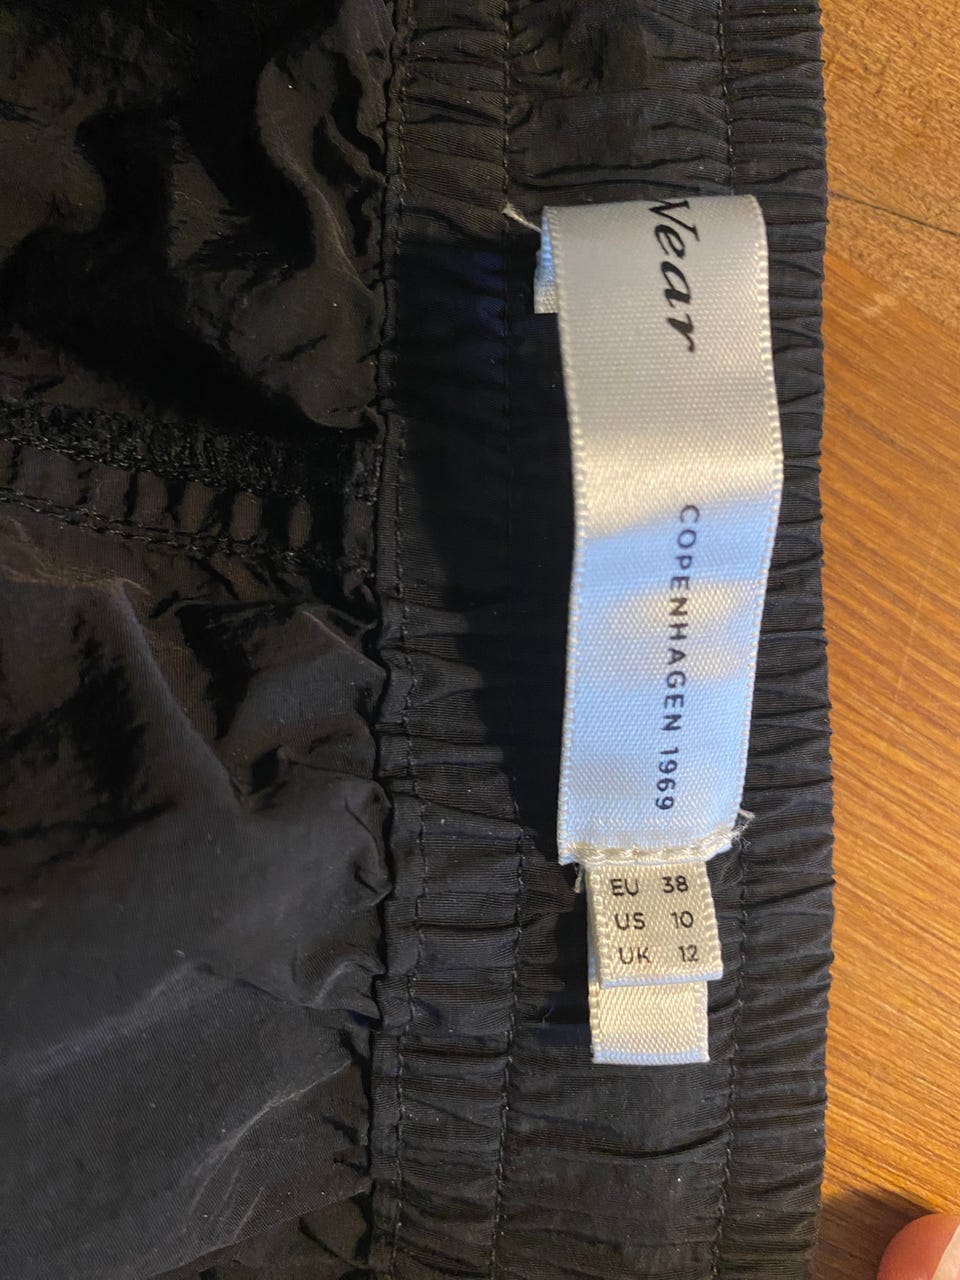 Wear
COPENHAGEN 1969
EU 38
US 10
UK 12